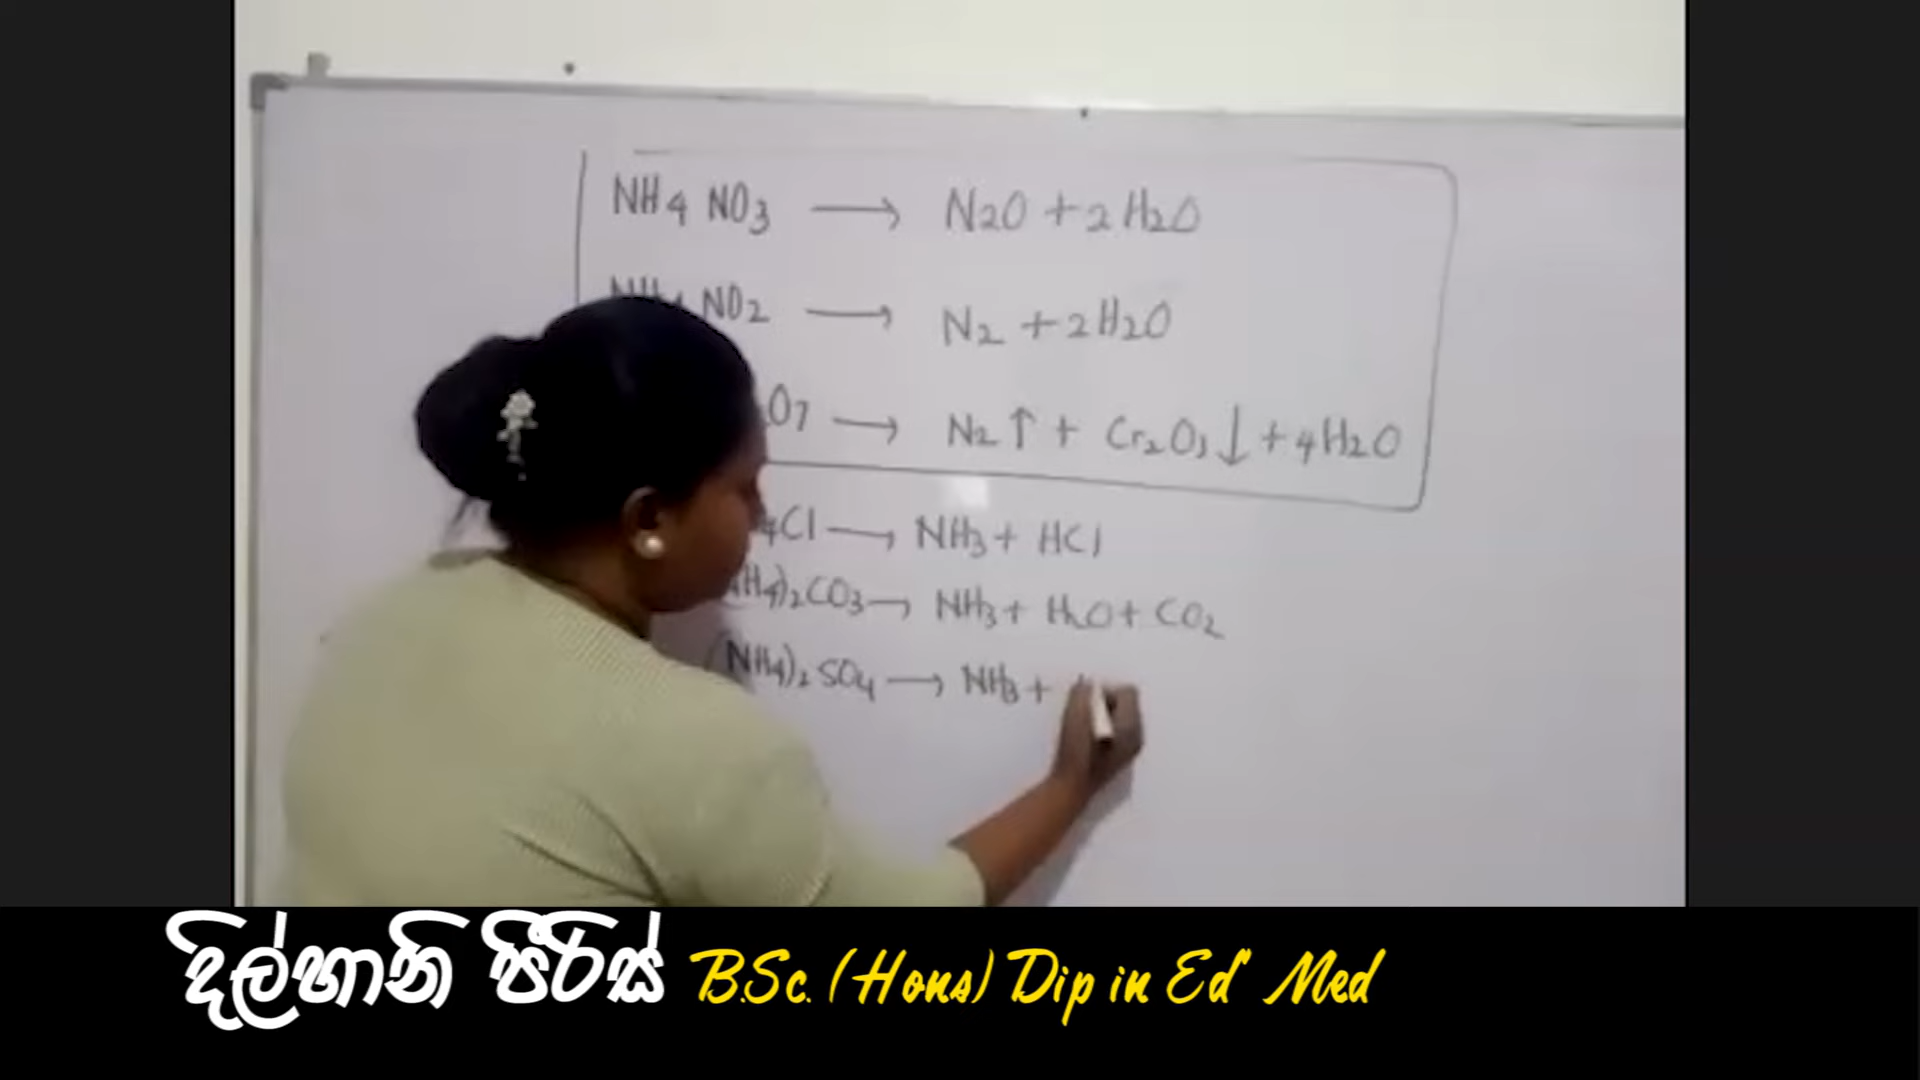 NH4 NO3 → N2O + 2H2O
NO2 → N2 + 2H2O
O7 → N2↑ + Cr2O3↓ + 4H2O
4Cl → NH3 + HCl
H4)2CO3 → NH3 + H2O + CO2
(NH4)2SO4 → NH3 +
දිල්හානි පීරිස් B.Sc. (Hons) Dip in Ed Med